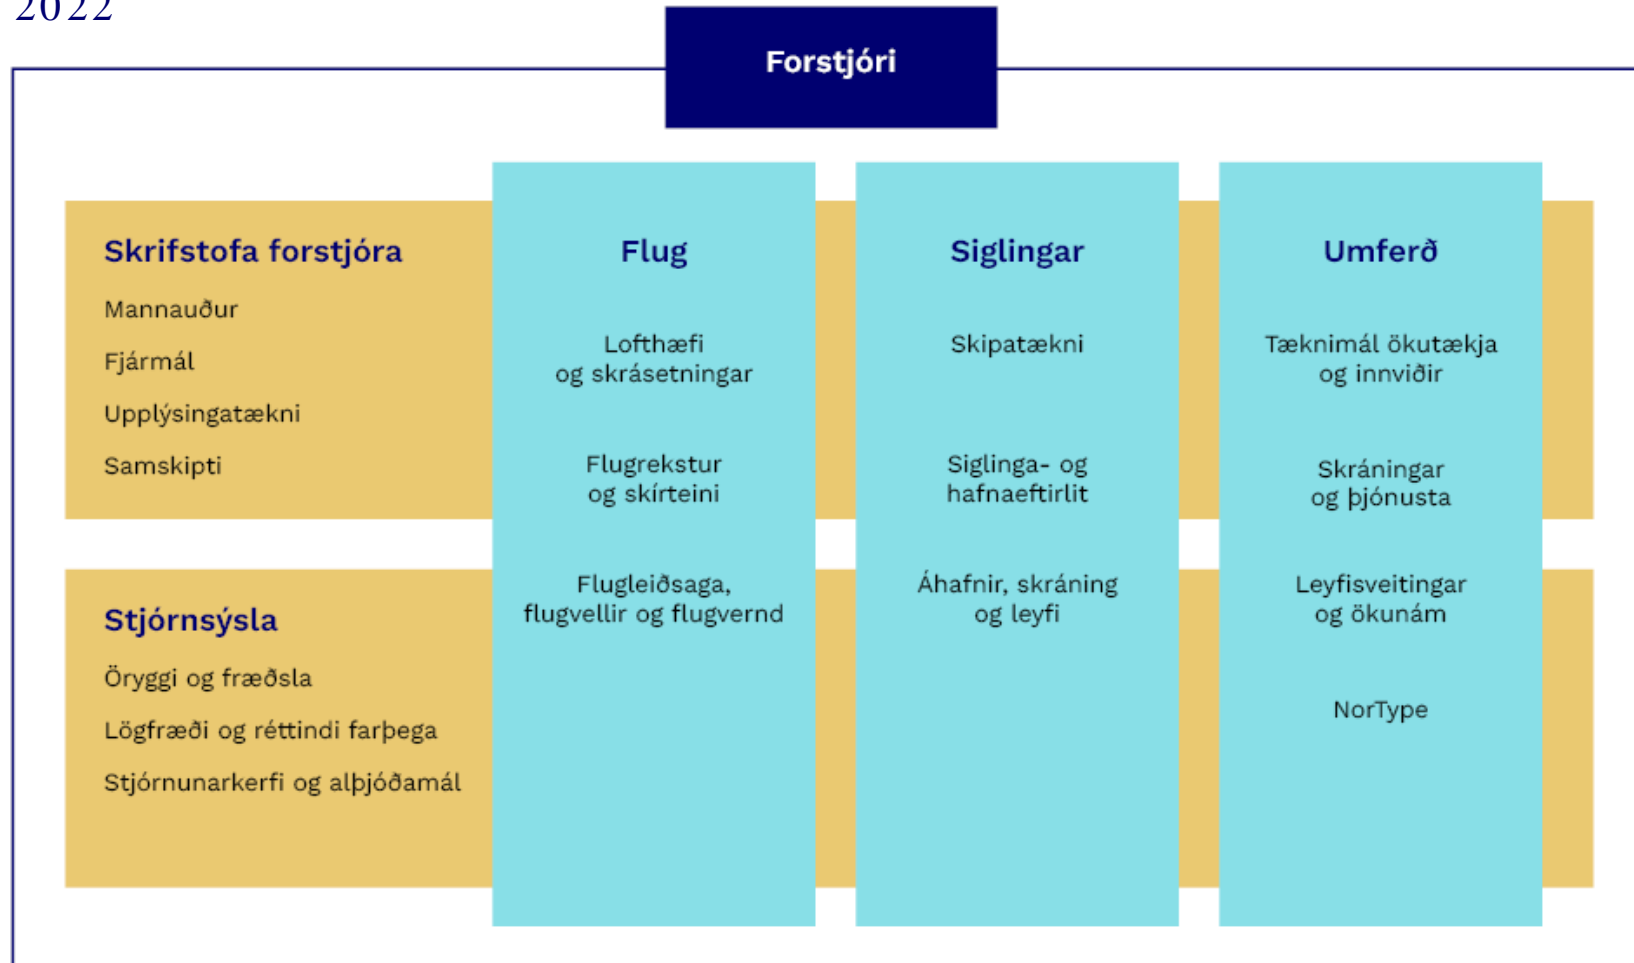 2022
Forstjóri
Skrifstofa forstjóra
Mannauður
Fjármál
Upplýsingatækni
Samskipti
Stjórnsýsla
Öryggi og fræðsla
Lögfræði og réttindi farþega
Stjórnunarkerfi og alþjóðamál
Flug
Lofthæfi
og skrásetningar
Flugrekstur
og skírteini
Flugleiðsaga,
flugvellir og flugvernd
Siglingar
Skipatækni
Siglinga- og
hafnaeftirlit
Áhafnir, skráning
og leyfi
Umferð
Tæknimál ökutækja
og innviðir
Skráningar
og þjónusta
Leyfisveitingar
og ökunám
NorType